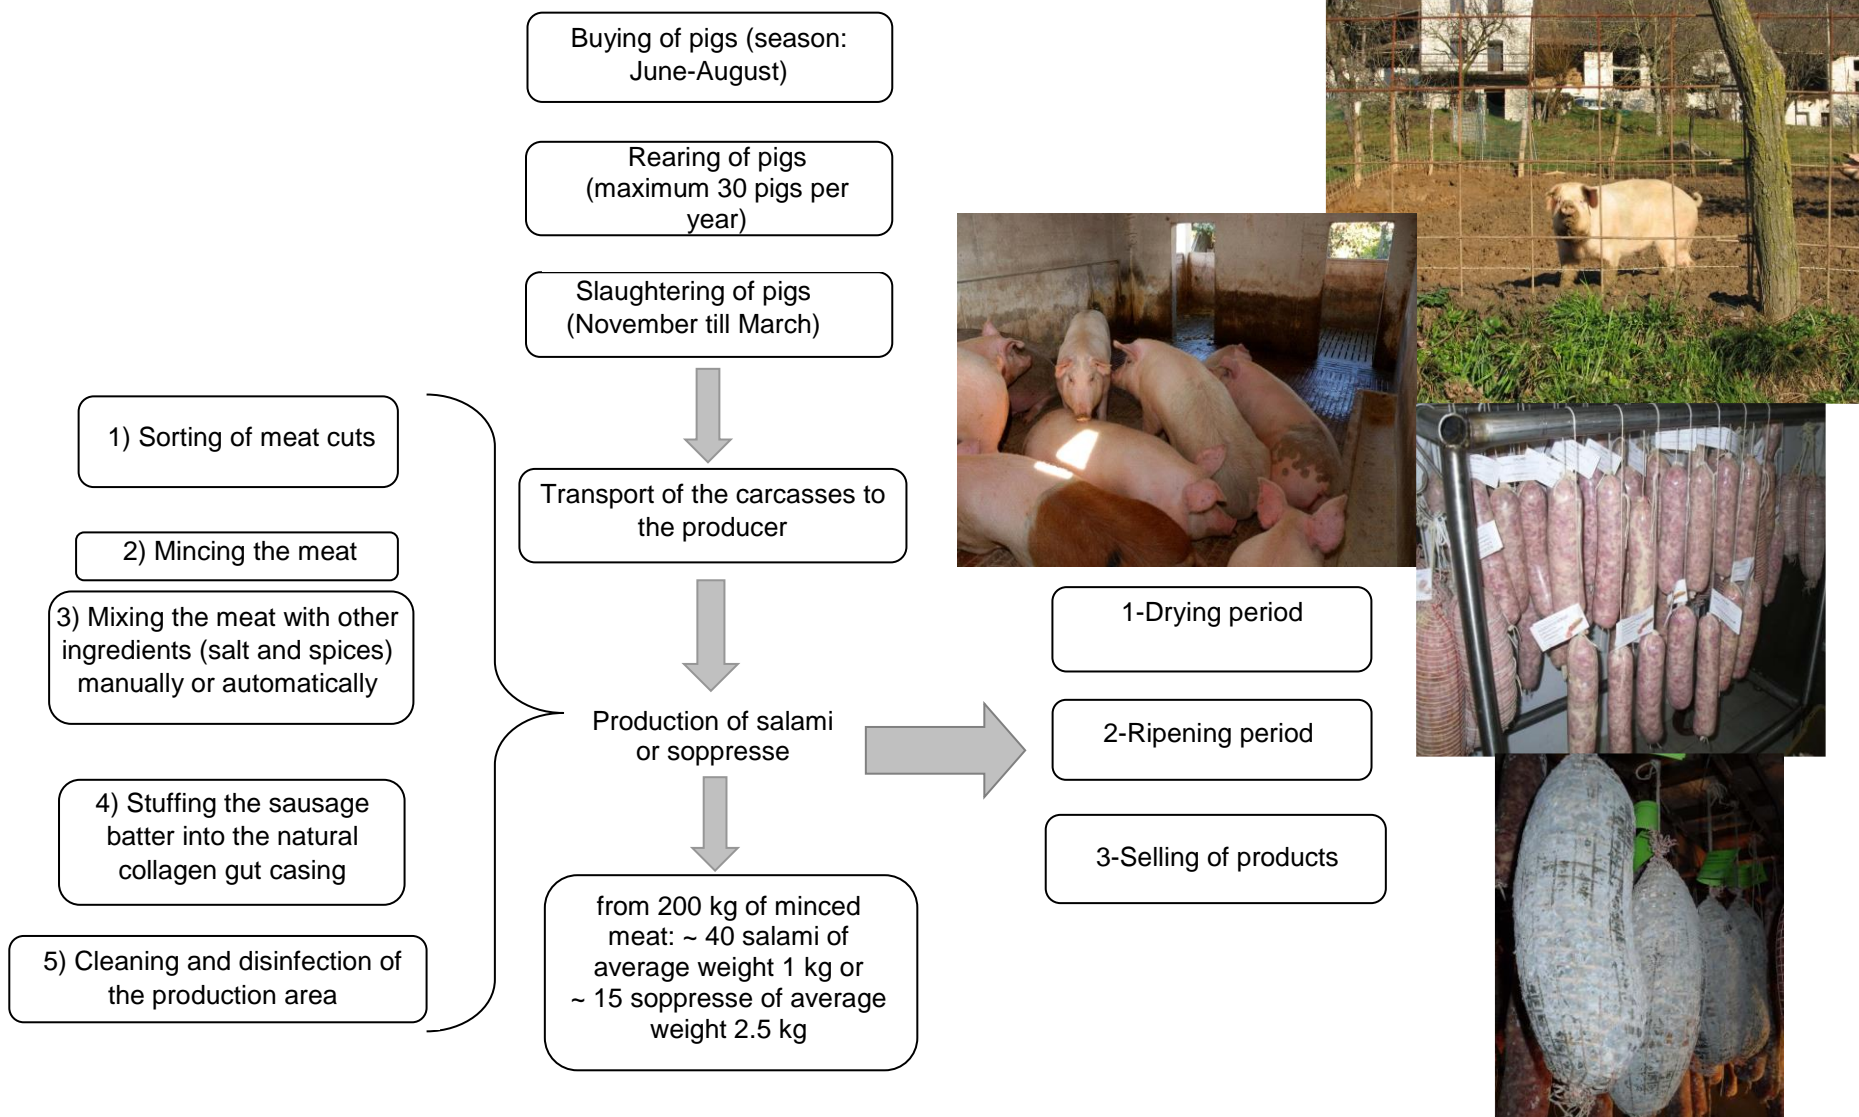 Buying of pigs (season:
June-August)
Rearing of pigs
(maximum 30 pigs per
year)
Slaughtering of pigs
(November till March)
Transport of the carcasses to
the producer
1) Sorting of meat cuts
2) Mincing the meat
3) Mixing the meat with other
ingredients (salt and spices)
manually or automatically
4) Stuffing the sausage
batter into the natural
collagen gut casing
5) Cleaning and disinfection of
the production area
Production of salami
or soppresse
from 200 kg of minced
meat: ~ 40 salami of
average weight 1 kg or
~ 15 soppresse of average
weight 2.5 kg
1-Drying period
2-Ripening period
3-Selling of products